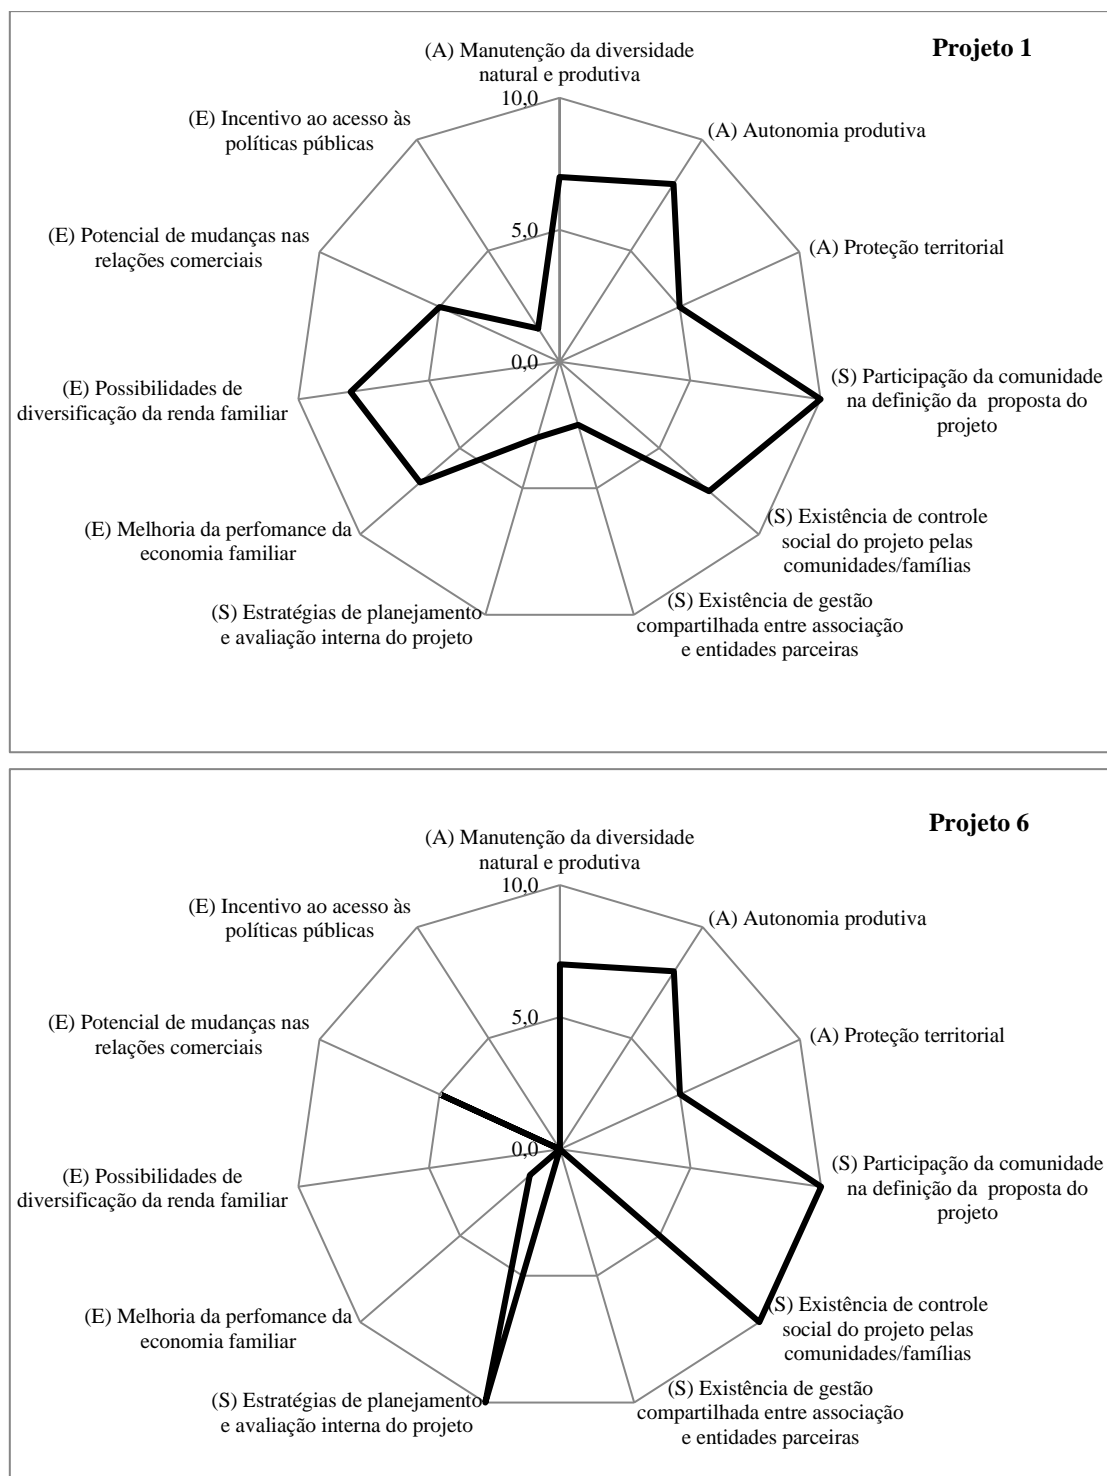 Projeto 1
(A) Manutenção da diversidade
natural e produtiva
10,0
(E) Incentivo ao acesso às
políticas públicas
(A) Autonomia produtiva
5,0
(E) Potencial de mudanças nas
relações comerciais
(A) Proteção territorial
0,0
(E) Possibilidades de
diversificação da renda familiar
(S) Participação da comunidade
na definição da proposta do
projeto
(E) Melhoria da perfomance da
economia familiar
(S) Existência de controle
social do projeto pelas
comunidades/famílias
(S) Estratégias de planejamento
e avaliação interna do projeto
(S) Existência de gestão
compartilhada entre associação
e entidades parceiras
Projeto 6
(A) Manutenção da diversidade
natural e produtiva
10,0
(E) Incentivo ao acesso às
políticas públicas
(A) Autonomia produtiva
5,0
(E) Potencial de mudanças nas
relações comerciais
(A) Proteção territorial
0,0
(E) Possibilidades de
diversificação da renda familiar
(S) Participação da comunidade
na definição da proposta do
projeto
(E) Melhoria da perfomance da
economia familiar
(S) Existência de controle
social do projeto pelas
comunidades/famílias
(S) Estratégias de planejamento
e avaliação interna do projeto
(S) Existência de gestão
compartilhada entre associação
e entidades parceiras